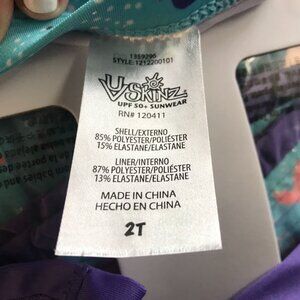 1359296
STYLE: 1212200101
UV SKINZ
UPF 50+ SUNWEAR
RN# 120411
SHELL/EXTERNO
85% POLYESTER/POLIÉSTER
15% ELASTANE/ELASTANE
LINER/INTERNO
87% POLYESTER/POLIÉSTER
13% ELASTANE/ELASTANE
MADE IN CHINA
HECHO EN CHINA
2T